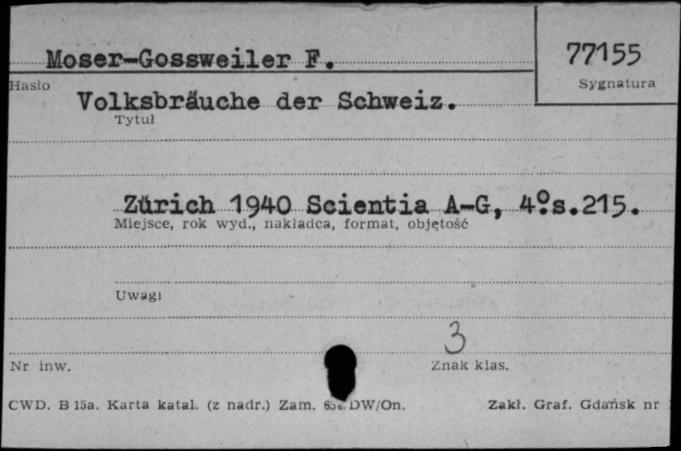 Moser-Gossweiler F.
77155
Hasło
Sygnatura
Volksbräuche der Schweiz.
Tytuł
Zürich 1940 Scientia A-G, 4º s.215.
Miejsce, rok wyd., nakładca, format, objętość
Uwagi
3
Nr inw.
Znak klas.
CWD. B 15a. Karta katal. (z nadr.) Zam. DW/On.
Zakł. Graf. Gdańsk nr